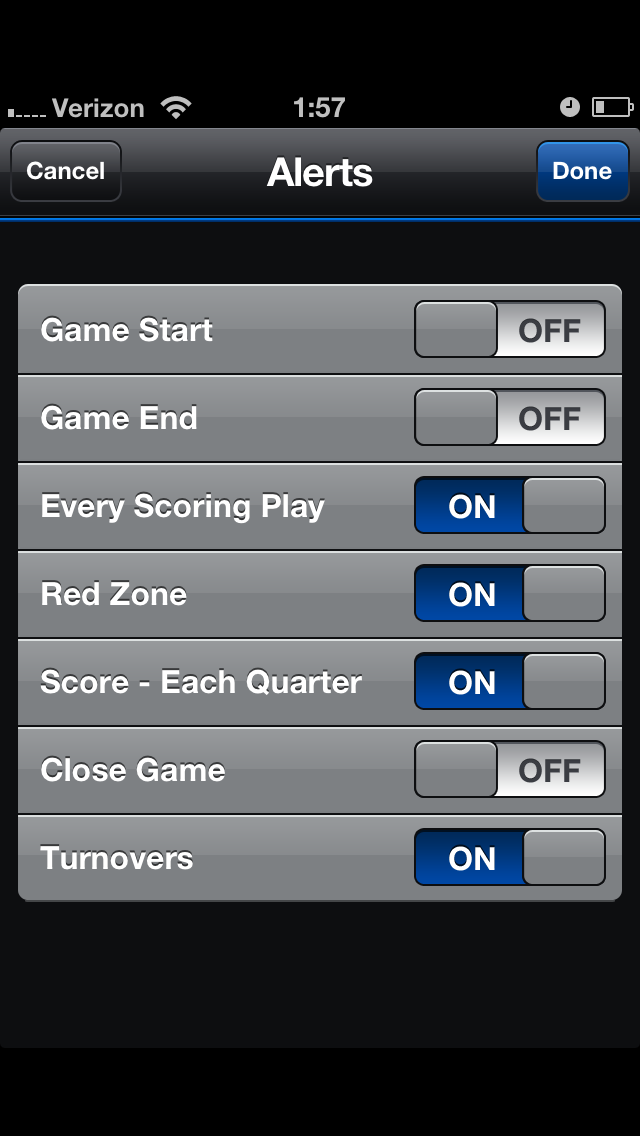 Verizon 1:57
Cancel Alerts Done
Game Start OFF
Game End OFF
Every Scoring Play ON
Red Zone ON
Score - Each Quarter ON
Close Game OFF
Turnovers ON